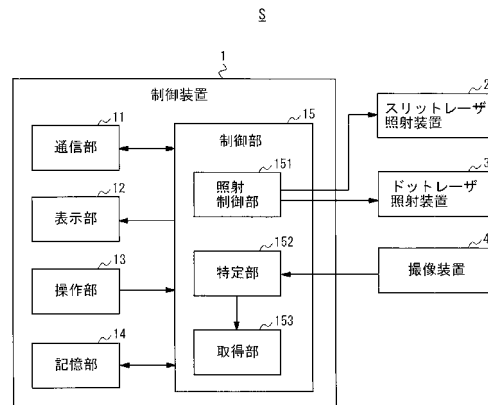 S
1
制御装置
11
通信部
12
表示部
13
操作部
14
記憶部
15
制御部
151
照射
制御部
152
特定部
153
取得部
2
スリットレーザ
照射装置
3
ドットレーザ
照射装置
4
撮像装置